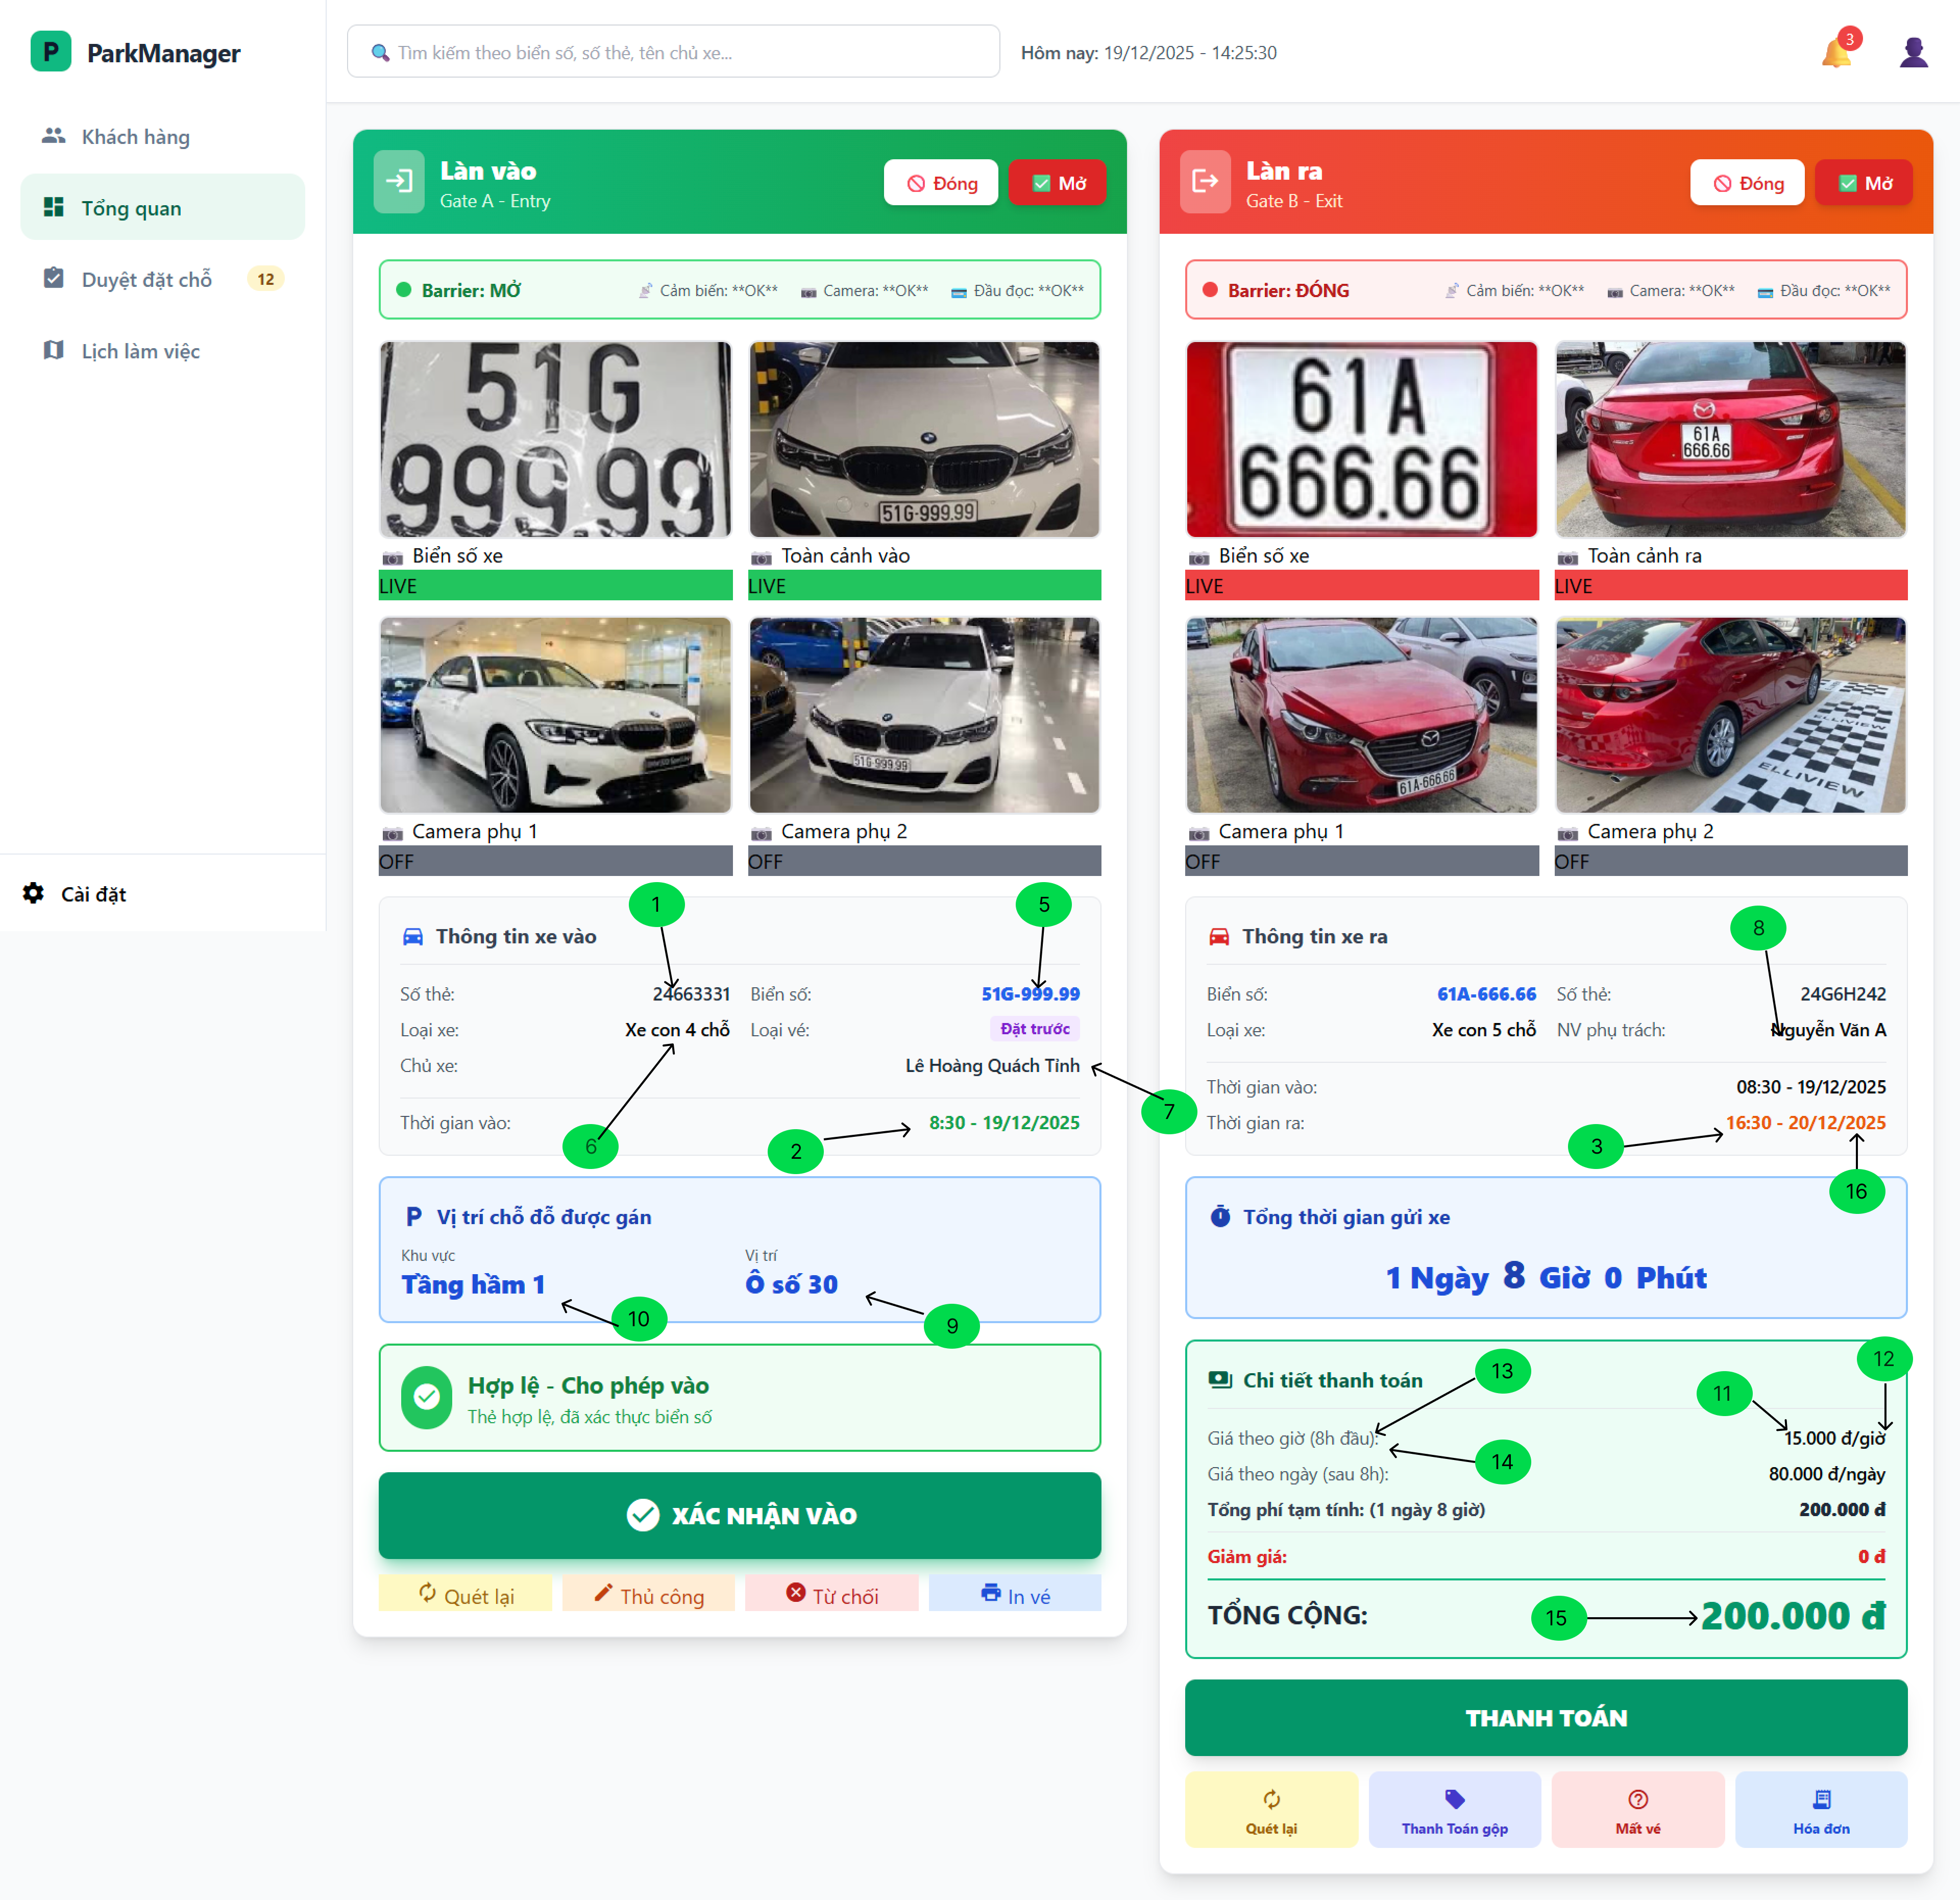 P ParkManager
Tìm kiếm theo biển số, số thẻ, tên chủ xe...
Hôm nay: 19/12/2025 - 14:25:30
3
Khách hàng
Tổng quan
Duyệt đặt chỗ 12
Lịch làm việc
Cài đặt
Làn vào
Gate A - Entry
Đóng
Mở
Barrier: MỞ
Cảm biến: **OK**
Camera: **OK**
Đầu đọc: **OK**
51G
999.99
51G-999.99
Biển số xe
Toàn cảnh vào
LIVE
LIVE
51G-999.99
Camera phụ 1
Camera phụ 2
OFF
OFF
1
5
Thông tin xe vào
Số thẻ: 24663331 Biển số: 51G-999.99
Loại xe: Xe con 4 chỗ Loại vé: Đặt trước
Chủ xe: Lê Hoàng Quách Tỉnh
7
Thời gian vào: 8:30 - 19/12/2025
6
2
P Vị trí chỗ đỗ được gán
Khu vực Vị trí
Tầng hầm 1 Ô số 30
10
9
Hợp lệ - Cho phép vào
Thẻ hợp lệ, đã xác thực biển số
XÁC NHẬN VÀO
Quét lại
Thủ công
Từ chối
In vé
Làn ra
Gate B - Exit
Đóng
Mở
Barrier: ĐÓNG
Cảm biến: **OK**
Camera: **OK**
Đầu đọc: **OK**
61A
666.66
61A
666.66
Biển số xe
Toàn cảnh ra
LIVE
LIVE
61A-666.66
ELLIVIEW
ELLIVIEW
Camera phụ 1
Camera phụ 2
OFF
OFF
8
Thông tin xe ra
Biển số: 61A-666.66 Số thẻ: 24G6H242
Loại xe: Xe con 5 chỗ NV phụ trách: Nguyễn Văn A
Thời gian vào: 08:30 - 19/12/2025
Thời gian ra: 16:30 - 20/12/2025
3
16
Tổng thời gian gửi xe
1 Ngày 8 Giờ 0 Phút
12
13
11
Chi tiết thanh toán
Giá theo giờ (8h đầu): 15.000 đ/giờ
14
Giá theo ngày (sau 8h): 80.000 đ/ngày
Tổng phí tạm tính: (1 ngày 8 giờ) 200.000 đ
Giảm giá: 0 đ
TỔNG CỘNG: 15 200.000 đ
THANH TOÁN
Quét lại
Thanh Toán gộp
Mất vé
Hóa đơn